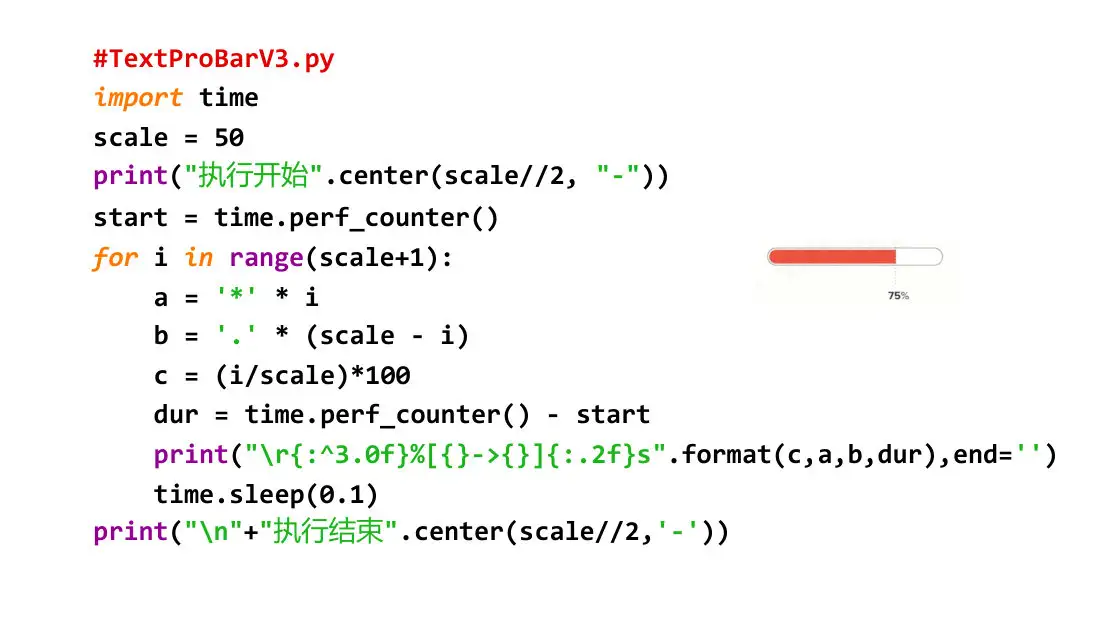 #TextProBarV3.py
import time
scale = 50
print("执行开始".center(scale//2, "-"))
start = time.perf_counter()
for i in range(scale+1):
    a = '*' * i
    b = '.' * (scale - i)
    c = (i/scale)*100
    dur = time.perf_counter() - start
    print("\r{:^3.0f}%[{}->{}]{:.2f}s".format(c,a,b,dur),end='')
    time.sleep(0.1)
print("\n"+"执行结束".center(scale//2,'-'))
75%